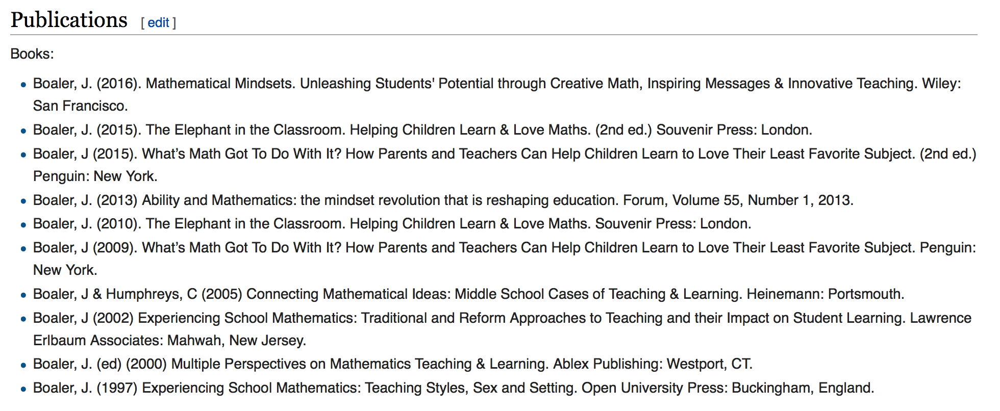 Publications [ edit ]
Books:
• Boaler, J. (2016). Mathematical Mindsets. Unleashing Students' Potential through Creative Math, Inspiring Messages & Innovative Teaching. Wiley:
San Francisco.
• Boaler, J. (2015). The Elephant in the Classroom. Helping Children Learn & Love Maths. (2nd ed.) Souvenir Press: London.
• Boaler, J (2015). What’s Math Got To Do With It? How Parents and Teachers Can Help Children Learn to Love Their Least Favorite Subject. (2nd ed.)
Penguin: New York.
• Boaler, J. (2013) Ability and Mathematics: the mindset revolution that is reshaping education. Forum, Volume 55, Number 1, 2013.
• Boaler, J. (2010). The Elephant in the Classroom. Helping Children Learn & Love Maths. Souvenir Press: London.
• Boaler, J (2009). What’s Math Got To Do With It? How Parents and Teachers Can Help Children Learn to Love Their Least Favorite Subject. Penguin:
New York.
• Boaler, J & Humphreys, C (2005) Connecting Mathematical Ideas: Middle School Cases of Teaching & Learning. Heinemann: Portsmouth.
• Boaler, J (2002) Experiencing School Mathematics: Traditional and Reform Approaches to Teaching and their Impact on Student Learning. Lawrence
Erlbaum Associates: Mahwah, New Jersey.
• Boaler, J. (ed) (2000) Multiple Perspectives on Mathematics Teaching & Learning. Ablex Publishing: Westport, CT.
• Boaler, J. (1997) Experiencing School Mathematics: Teaching Styles, Sex and Setting. Open University Press: Buckingham, England.